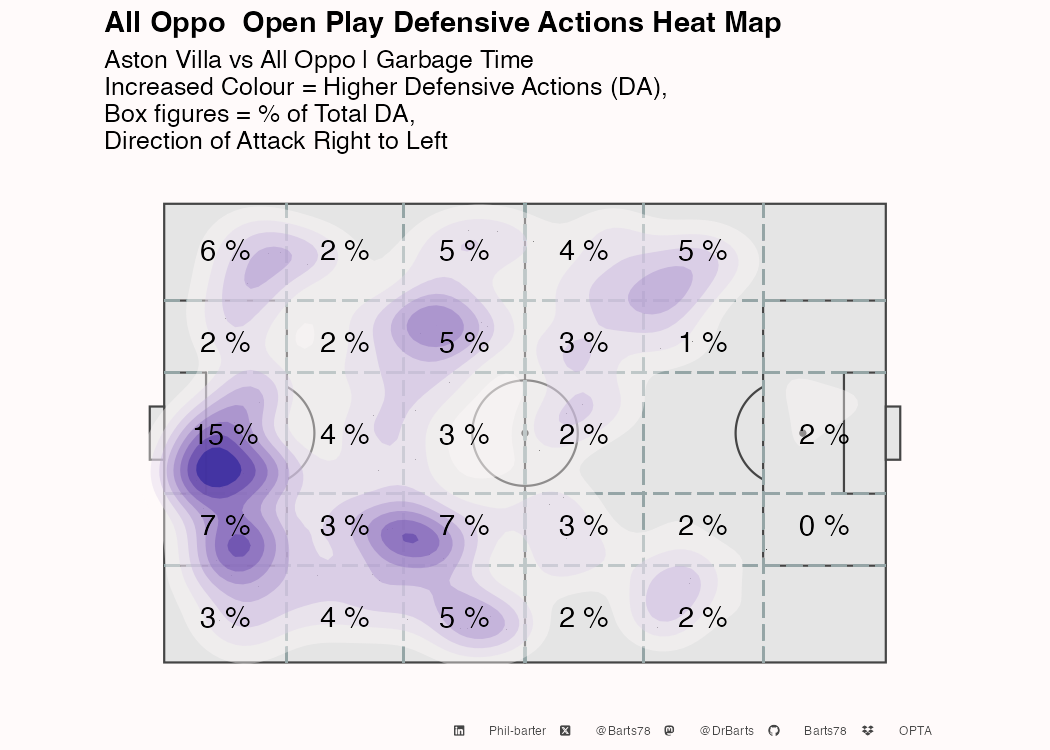 All Oppo  Open Play Defensive Actions Heat Map
Aston Villa vs All Oppo l Garbage Time
Increased Colour = Higher Defensive Actions (DA),
Box figures = % of Total DA,
Direction of Attack Right to Left
6 % 2 % 5 % 4 % 5 %
2 % 2 % 5 % 3 % 1 %
15 % 4 % 3 % 2 % 2 %
7 % 3 % 7 % 3 % 2 % 0 %
3 % 4 % 5 % 2 % 2 %
Phil-barter @Barts78 @DrBarts Barts78 OPTA